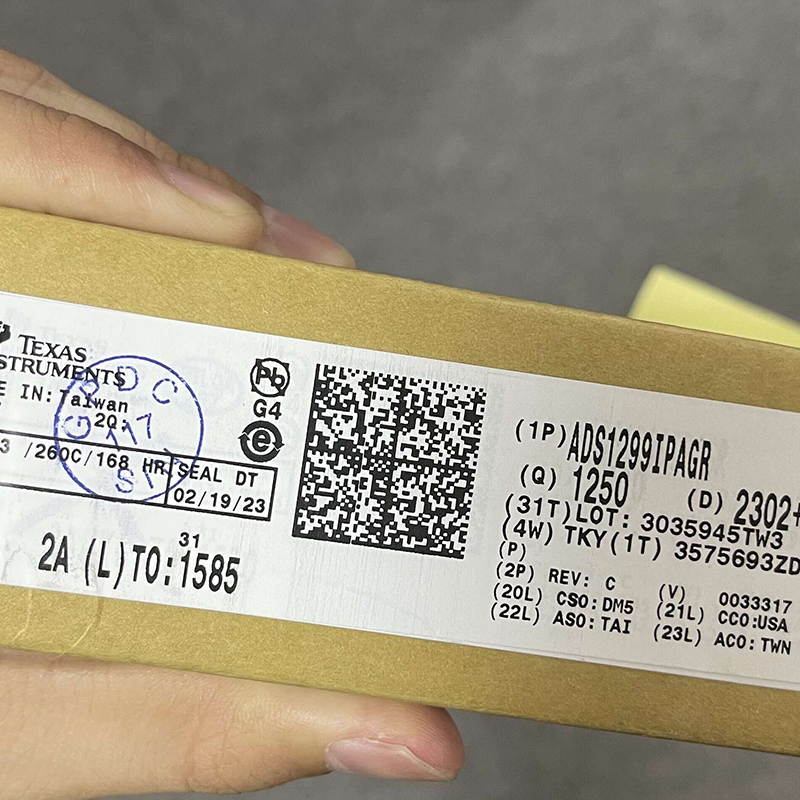 TEXAS
STRUMENTS
E IN: Taiwan
2Q:
3 /260C/168 HR
SEAL DT
02/19/23
31
2A (L)TO:1585
Pb
G4
e
(1P)ADS1299IPAGR
(Q) 1250 (D) 2302+
(31T)LOT: 3035945TW3
(4W) TKY(1T) 3575693ZD
(P)
(2P) REV: C (V) 0033317
(20L) CSO:DM5 (21L) CCO:USA
(22L) ASO:TAI (23L) ACO:TWN